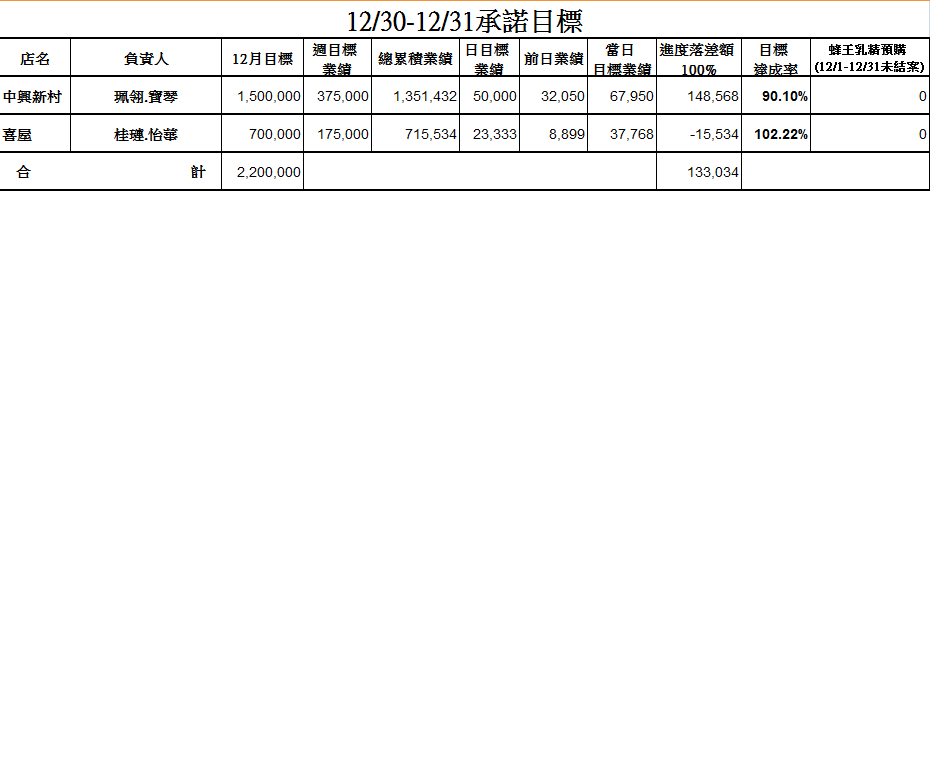 12/30-12/31承諾目標
店名 負責人 12月目標 週目標業績 總累積業績 日目標業績 前日業績 當日目標業績 進度落差額100% 目標達成率 蜂王乳精預購(12/1-12/31未結案)
中興新村 珮翎.寶琴 1,500,000 375,000 1,351,432 50,000 32,050 67,950 148,568 90.10% 0
喜屋 桂璁.怡華 700,000 175,000 715,534 23,333 8,899 37,768 -15,534 102.22% 0
合 計 2,200,000 133,034